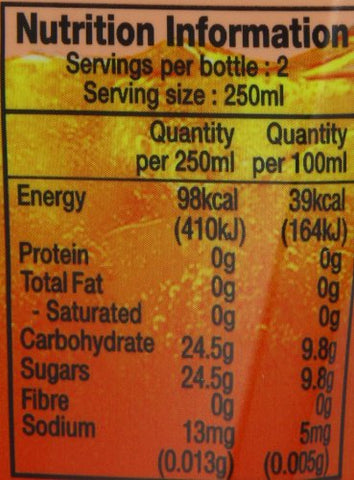 Nutrition Information
Servings per bottle : 2
Serving size : 250ml
Quantity Quantity
per 250ml per 100ml
Energy 98kcal 39kcal
(410kJ) (164kJ)
Protein 0g 0g
Total Fat 0g 0g
- Saturated 0g 0g
Carbohydrate 24.5g 9.8g
Sugars 24.5g 9.8g
Fibre 0g 0g
Sodium 13mg 5mg
(0.013g) (0.005g)